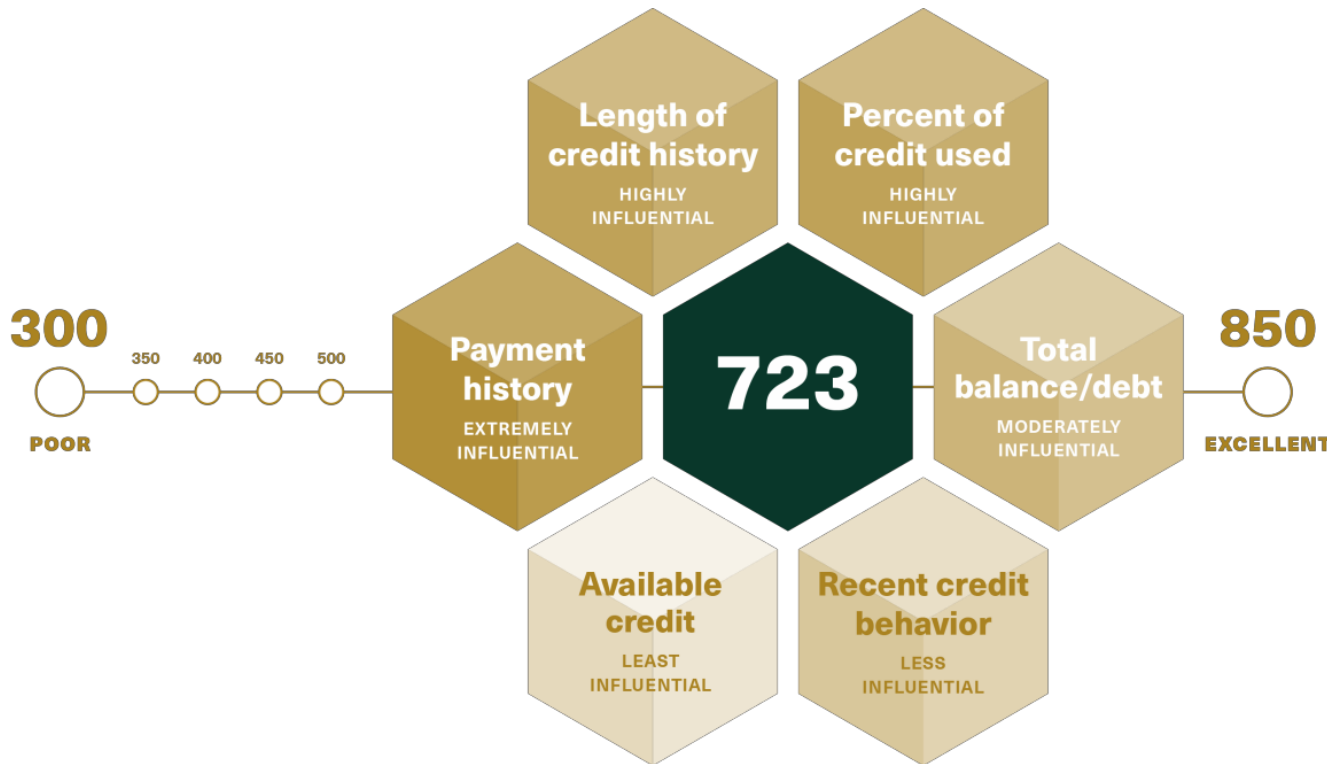 Length of
credit history
HIGHLY
INFLUENTIAL
Percent of
credit used
HIGHLY
INFLUENTIAL
300
350
400
450
500
POOR
Payment
history
EXTREMELY
INFLUENTIAL
723
Total
balance/debt
MODERATELY
INFLUENTIAL
850
EXCELLENT
Available
credit
LEAST
INFLUENTIAL
Recent credit
behavior
LESS
INFLUENTIAL